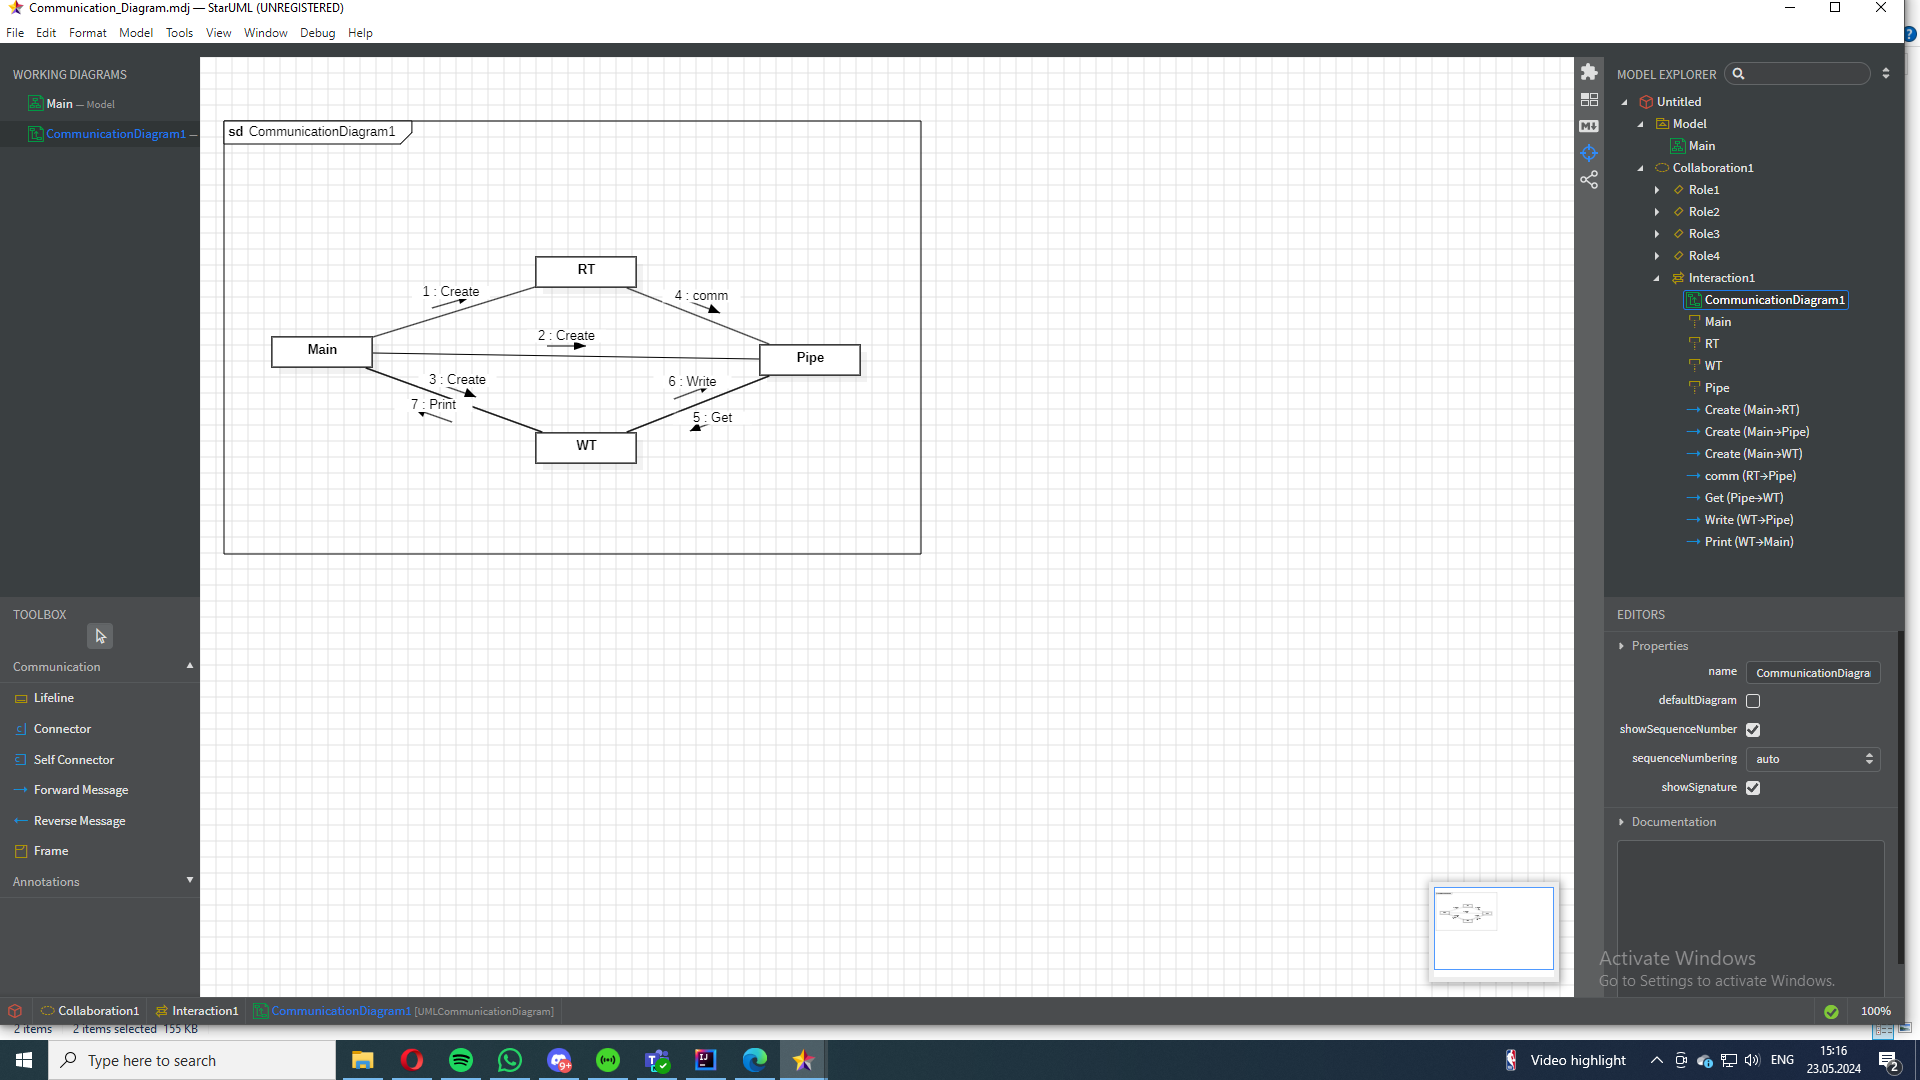 Communication_Diagram.mdj — StarUML (UNREGISTERED)
File Edit Format Model Tools View Window Debug Help
WORKING DIAGRAMS
Main — Model
CommunicationDiagram1 —
TOOLBOX
Communication
Lifeline
Connector
Self Connector
Forward Message
Reverse Message
Frame
Annotations
sd CommunicationDiagram1
RT
1 : Create
4 : comm
2 : Create
Main
Pipe
3 : Create
6 : Write
7 : Print
5 : Get
WT
MODEL EXPLORER
Untitled
Model
Main
Collaboration1
Role1
Role2
Role3
Role4
Interaction1
CommunicationDiagram1
Main
RT
WT
Pipe
Create (Main→RT)
Create (Main→Pipe)
Create (Main→WT)
comm (RT→Pipe)
Get (Pipe→WT)
Write (WT→Pipe)
Print (WT→Main)
EDITORS
Properties
name CommunicationDiagra
defaultDiagram
showSequenceNumber
sequenceNumbering auto
showSignature
Documentation
Activate Windows
Go to Settings to activate Windows.
Collaboration1 Interaction1 CommunicationDiagram1 [UMLCommunicationDiagram] 100%
2 items 2 items selected 155 KB
Type here to search
9+
Video highlight
ENG
15:16
23.05.2024
2